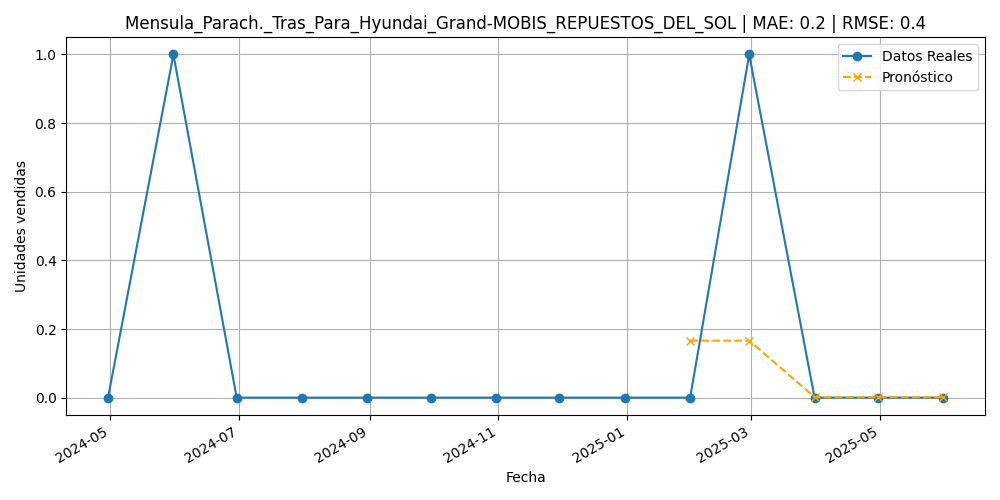 Mensula_Parach._Tras_Para_Hyundai_Grand-MOBIS_REPUESTOS_DEL_SOL | MAE: 0.2 | RMSE: 0.4
Datos Reales
Pronóstico
Unidades vendidas
1.0
0.8
0.6
0.4
0.2
0.0
2024-05
2024-07
2024-09
2024-11
2025-01
2025-03
2025-05
Fecha